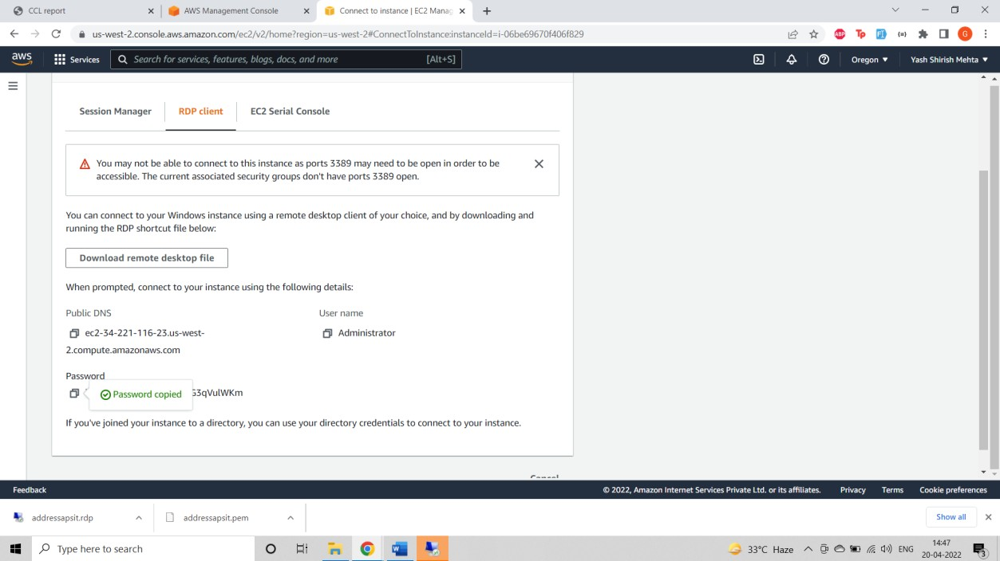 CCL report
AWS Management Console
Connect to instance | EC2 Manag
us-west-2.console.aws.amazon.com/ec2/v2/home?region=us-west-2#ConnectToInstance:instanceId=i-06be69670f406f829
ABP
Tp
G
aws
Services
Search for services, features, blogs, docs, and more
[Alt+S]
Oregon
Yash Shirish Mehta
Session Manager
RDP client
EC2 Serial Console
You may not be able to connect to this instance as ports 3389 may need to be open in order to be
accessible. The current associated security groups don't have ports 3389 open.
You can connect to your Windows instance using a remote desktop client of your choice, and by downloading and
running the RDP shortcut file below:
Download remote desktop file
When prompted, connect to your instance using the following details:
Public DNS
User name
ec2-34-221-116-23.us-west-
Administrator
2.compute.amazonaws.com
Password
Password copied
G3qVulWKm
If you've joined your instance to a directory, you can use your directory credentials to connect to your instance.
Cancel
Feedback
© 2022, Amazon Internet Services Private Ltd. or its affiliates.
Privacy
Terms
Cookie preferences
addressapsit.rdp
addressapsit.pem
Show all
Type here to search
33°C Haze
ENG
14:47
20-04-2022
3